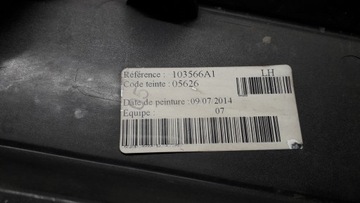 Référence : 103566A1 LH
Code teinte : 05626
Date de peinture :09/07/2014
Equipe : 07